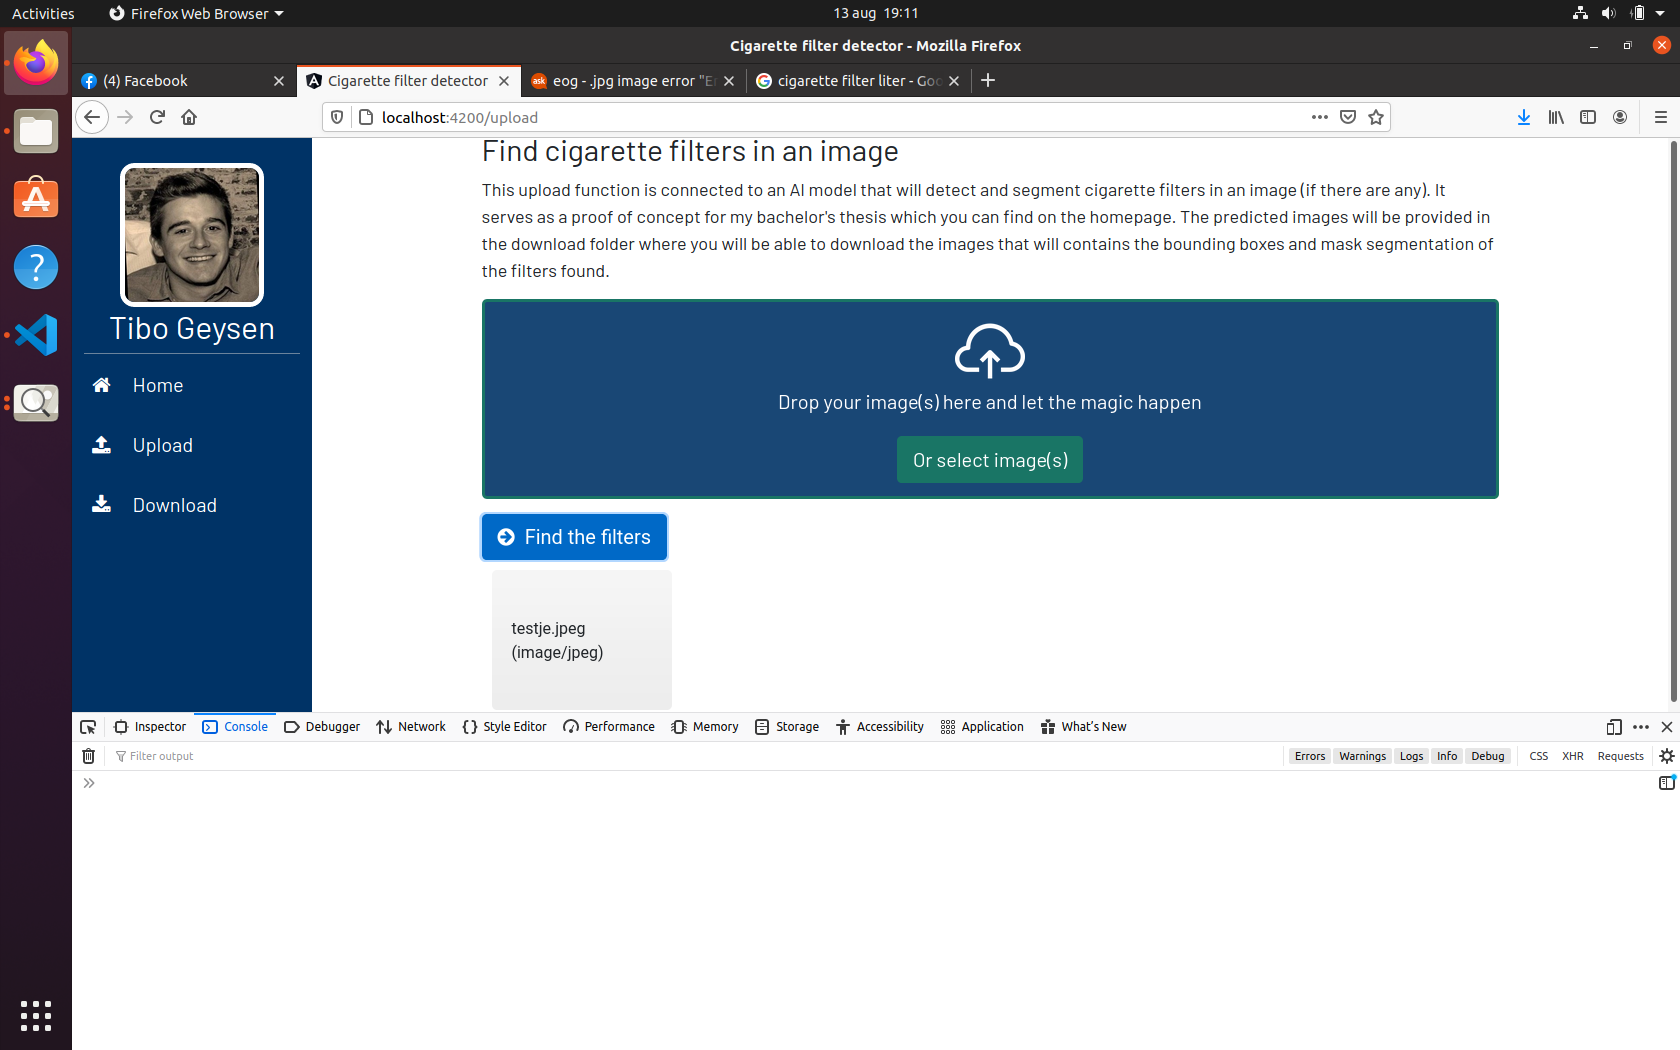 Activities
Firefox Web Browser
13 aug 19:11
Cigarette filter detector - Mozilla Firefox
(4) Facebook
Cigarette filter detector
ask
eog - .jpg image error "Er
cigarette filter liter - Goo
localhost:4200/upload
Tibo Geysen
Home
Upload
Download
Find cigarette filters in an image
This upload function is connected to an AI model that will detect and segment cigarette filters in an image (if there are any). It
serves as a proof of concept for my bachelor's thesis which you can find on the homepage. The predicted images will be provided in
the download folder where you will be able to download the images that will contains the bounding boxes and mask segmentation of
the filters found.
Drop your image(s) here and let the magic happen
Or select image(s)
Find the filters
testje.jpeg
(image/jpeg)
Inspector
Console
Debugger
Network
Style Editor
Performance
Memory
Storage
Accessibility
Application
What's New
Filter output
Errors
Warnings
Logs
Info
Debug
CSS
XHR
Requests